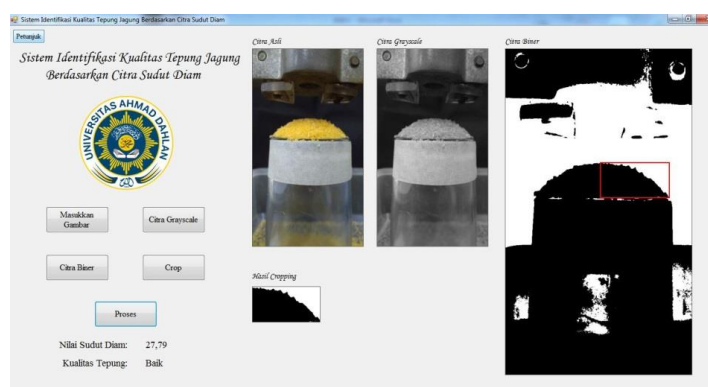 Sistem Identifikasi Kualitas Tepung Jagung Berdasarkan Citra Sudut Diam
Petunjuk
Sistem Identifikasi Kualitas Tepung Jagung
Berdasarkan Citra Sudut Diam
UNIVERSITAS AHMAD DAHLAN
Masukkan
Gambar
Citra Grayscale
Citra Biner
Crop
Proses
Nilai Sudut Diam: 27,79
Kualitas Tepung: Baik
Citra Asli
Citra Grayscale
Citra Biner
Hasil Cropping